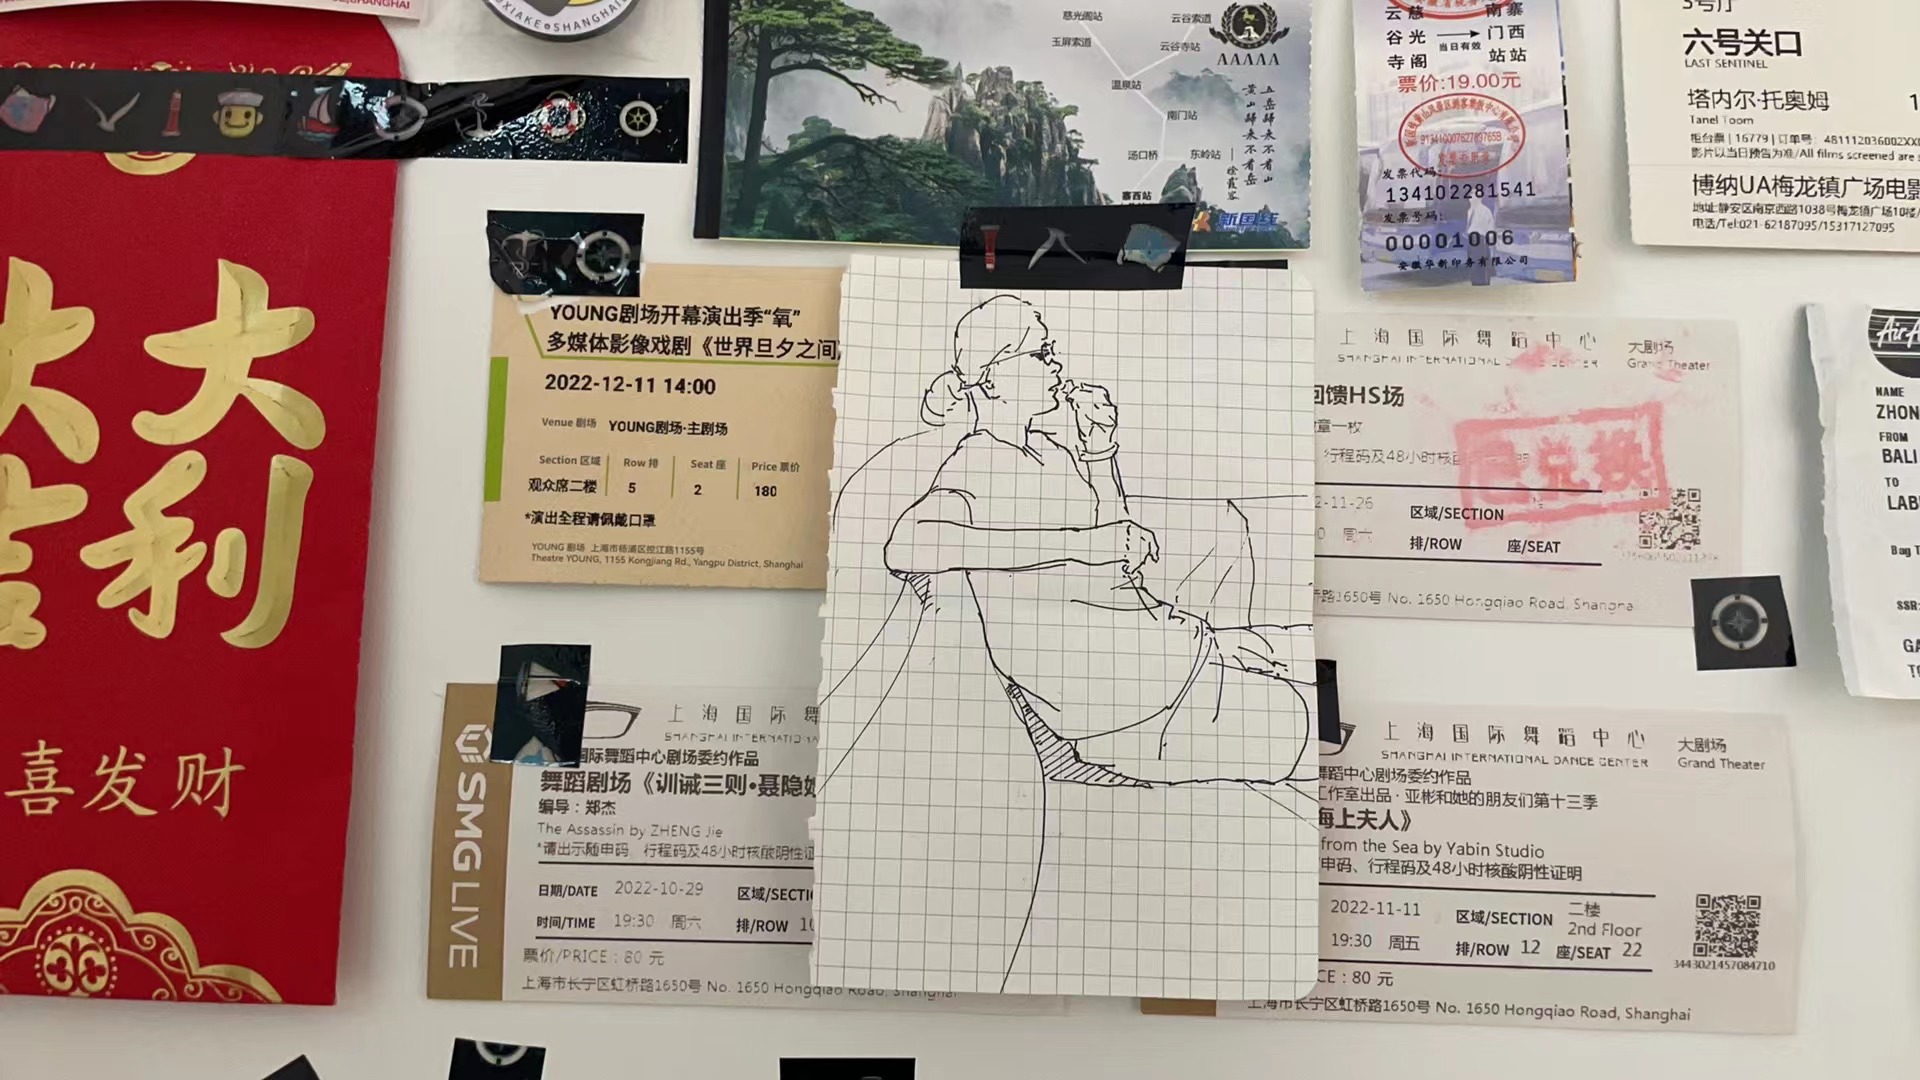 XIAKE●SHANGHAI
SHANGHAI
大
利
喜发财
慈光阁站
云谷索道
玉屏索道
云谷寺站
AAAAA
温泉站
南门站
汤口桥
东岭站
寨西站
五岳归来不看山
黄山归来不看岳
——徐霞客
新国线
云慈
谷光
寺阁
当日有效
南寨
门西
站站
票价:19.00元
发票代码:
134102281541
发票号码:
00001006
安徽华新印务有限公司
六号关口
LAST SENTINEL
塔内尔·托奥姆
Tanel Toom
柜台票 | 16779 | 订单号: 481112036002XX
影片以当日预告为准/All films screened are
博纳UA梅龙镇广场电影
地址:静安区南京西路1038号梅龙镇广场10楼
电话/Tel:021-62187095/15317127095
YOUNG剧场开幕演出季“氧”
多媒体影像戏剧《世界旦夕之间
2022-12-11 14:00
Venue 剧场 YOUNG剧场·主剧场
Section 区域 Row 排 Seat 座 Price 票价
观众席二楼 5 2 180
*演出全程请佩戴口罩
YOUNG 剧场 上海市杨浦区控江路1155号
Theatre YOUNG, 1155 Kongjiang Rd., Yangpu District, Shanghai
上海国际舞蹈中心
SHANGHAI INTERNATIONAL DANCE CENTER
大剧场
Grand Theater
回馈HS场
章一枚
行程码及48小时核
已兑换
2-11-26
区域/SECTION
0 周六
排/ROW 座/SEAT
桥路1650号 No. 1650 Hongqiao Road, Shangha
AirA
NAME
ZHON
FROM
BALI
TO
LAB
Bag T
SSR:
GA
SMG LIVE
上海国际舞
SHANGHAI INTERNATIONA
国际舞蹈中心剧场委约作品
舞蹈剧场《训诫三则•聂隐娘
编导：郑杰
The Assassin by ZHENG Jie
*请出示随申码、行程码及48小时核酸阴性证
日期/DATE 2022-10-29 区域/SECTI
时间/TIME 19:30 周六 排/ROW 10
票价/PRICE：80 元
上海市长宁区虹桥路1650号 No. 1650 Hongqiao Road, Shanghai
上海国际舞蹈中心
SHANGHAI INTERNATIONAL DANCE CENTER
大剧场
Grand Theater
舞蹈中心剧场委约作品
工作室出品·亚彬和她的朋友们第十三季
海上夫人》
from the Sea by Yabin Studio
申码、行程码及48小时核酸阴性证明
2022-11-11 区域/SECTION 二楼
2nd Floor
19:30 周五 排/ROW 12 座/SEAT 22
3443021457084710
CE：80 元
上海市长宁区虹桥路1650号 No. 1650 Hongqiao Road, Shanghai